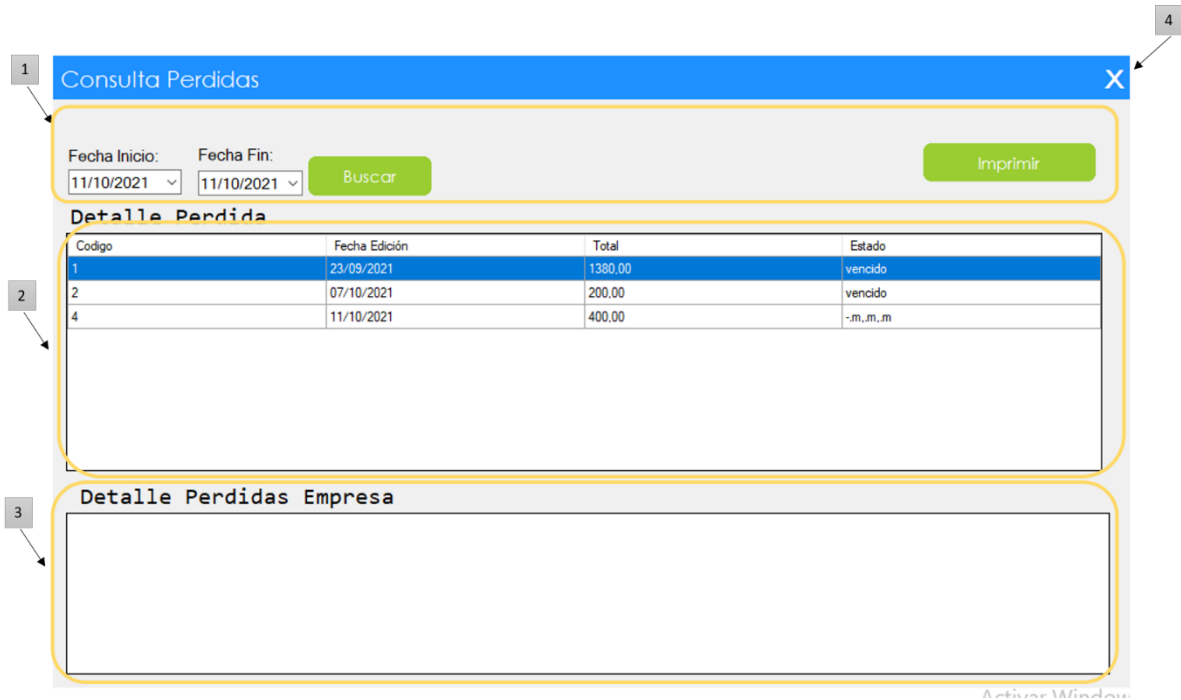 4
1
Consulta Perdidas X
Fecha Inicio: Fecha Fin:
11/10/2021 11/10/2021 Buscar Imprimir
Detalle Perdida
Codigo Fecha Edición Total Estado
1 23/09/2021 1380,00 vencido
2
2 07/10/2021 200,00 vencido
4 11/10/2021 400,00 -.m,.m,.m
3
Detalle Perdidas Empresa
Activar Window